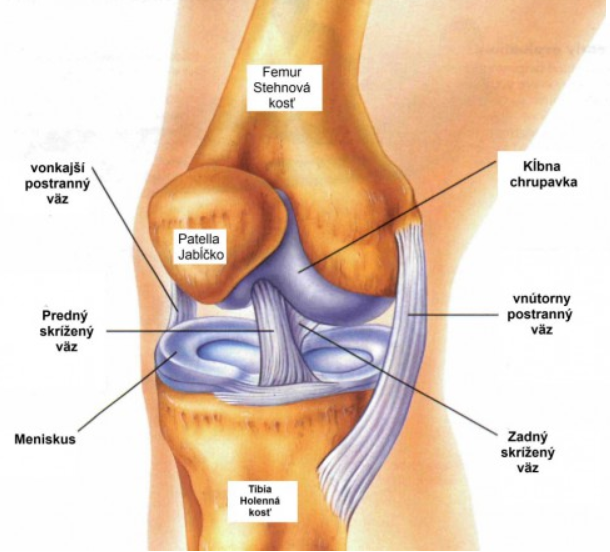 Femur
Stehnová
kosť
vonkajší
postranný
väz
Kĺbna
chrupavka
Patella
Jabĺčko
Predný
skrížený
väz
vnútorny
postranný
väz
Meniskus
Zadný
skrížený
väz
Tibia
Holenná
kosť